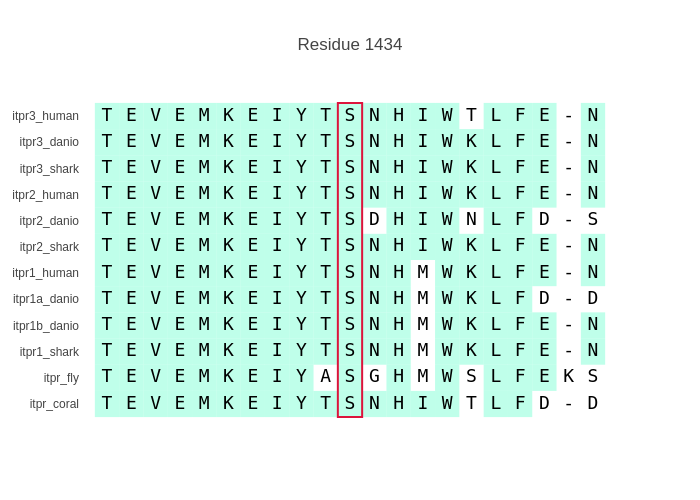 Residue 1434
itpr3_human T E V E M K E I Y T S N H I W T L F E - N
itpr3_danio T E V E M K E I Y T S N H I W K L F E - N
itpr3_shark T E V E M K E I Y T S N H I W K L F E - N
itpr2_human T E V E M K E I Y T S N H I W K L F E - N
itpr2_danio T E V E M K E I Y T S D H I W N L F D - S
itpr2_shark T E V E M K E I Y T S N H I W K L F E - N
itpr1_human T E V E M K E I Y T S N H M W K L F E - N
itpr1a_danio T E V E M K E I Y T S N H M W K L F D - D
itpr1b_danio T E V E M K E I Y T S N H M W K L F E - N
itpr1_shark T E V E M K E I Y T S N H M W K L F E - N
itpr_fly T E V E M K E I Y A S G H M W S L F E K S
itpr_coral T E V E M K E I Y T S N H I W T L F D - D